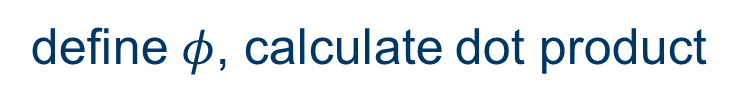 define ϕ, calculate dot product